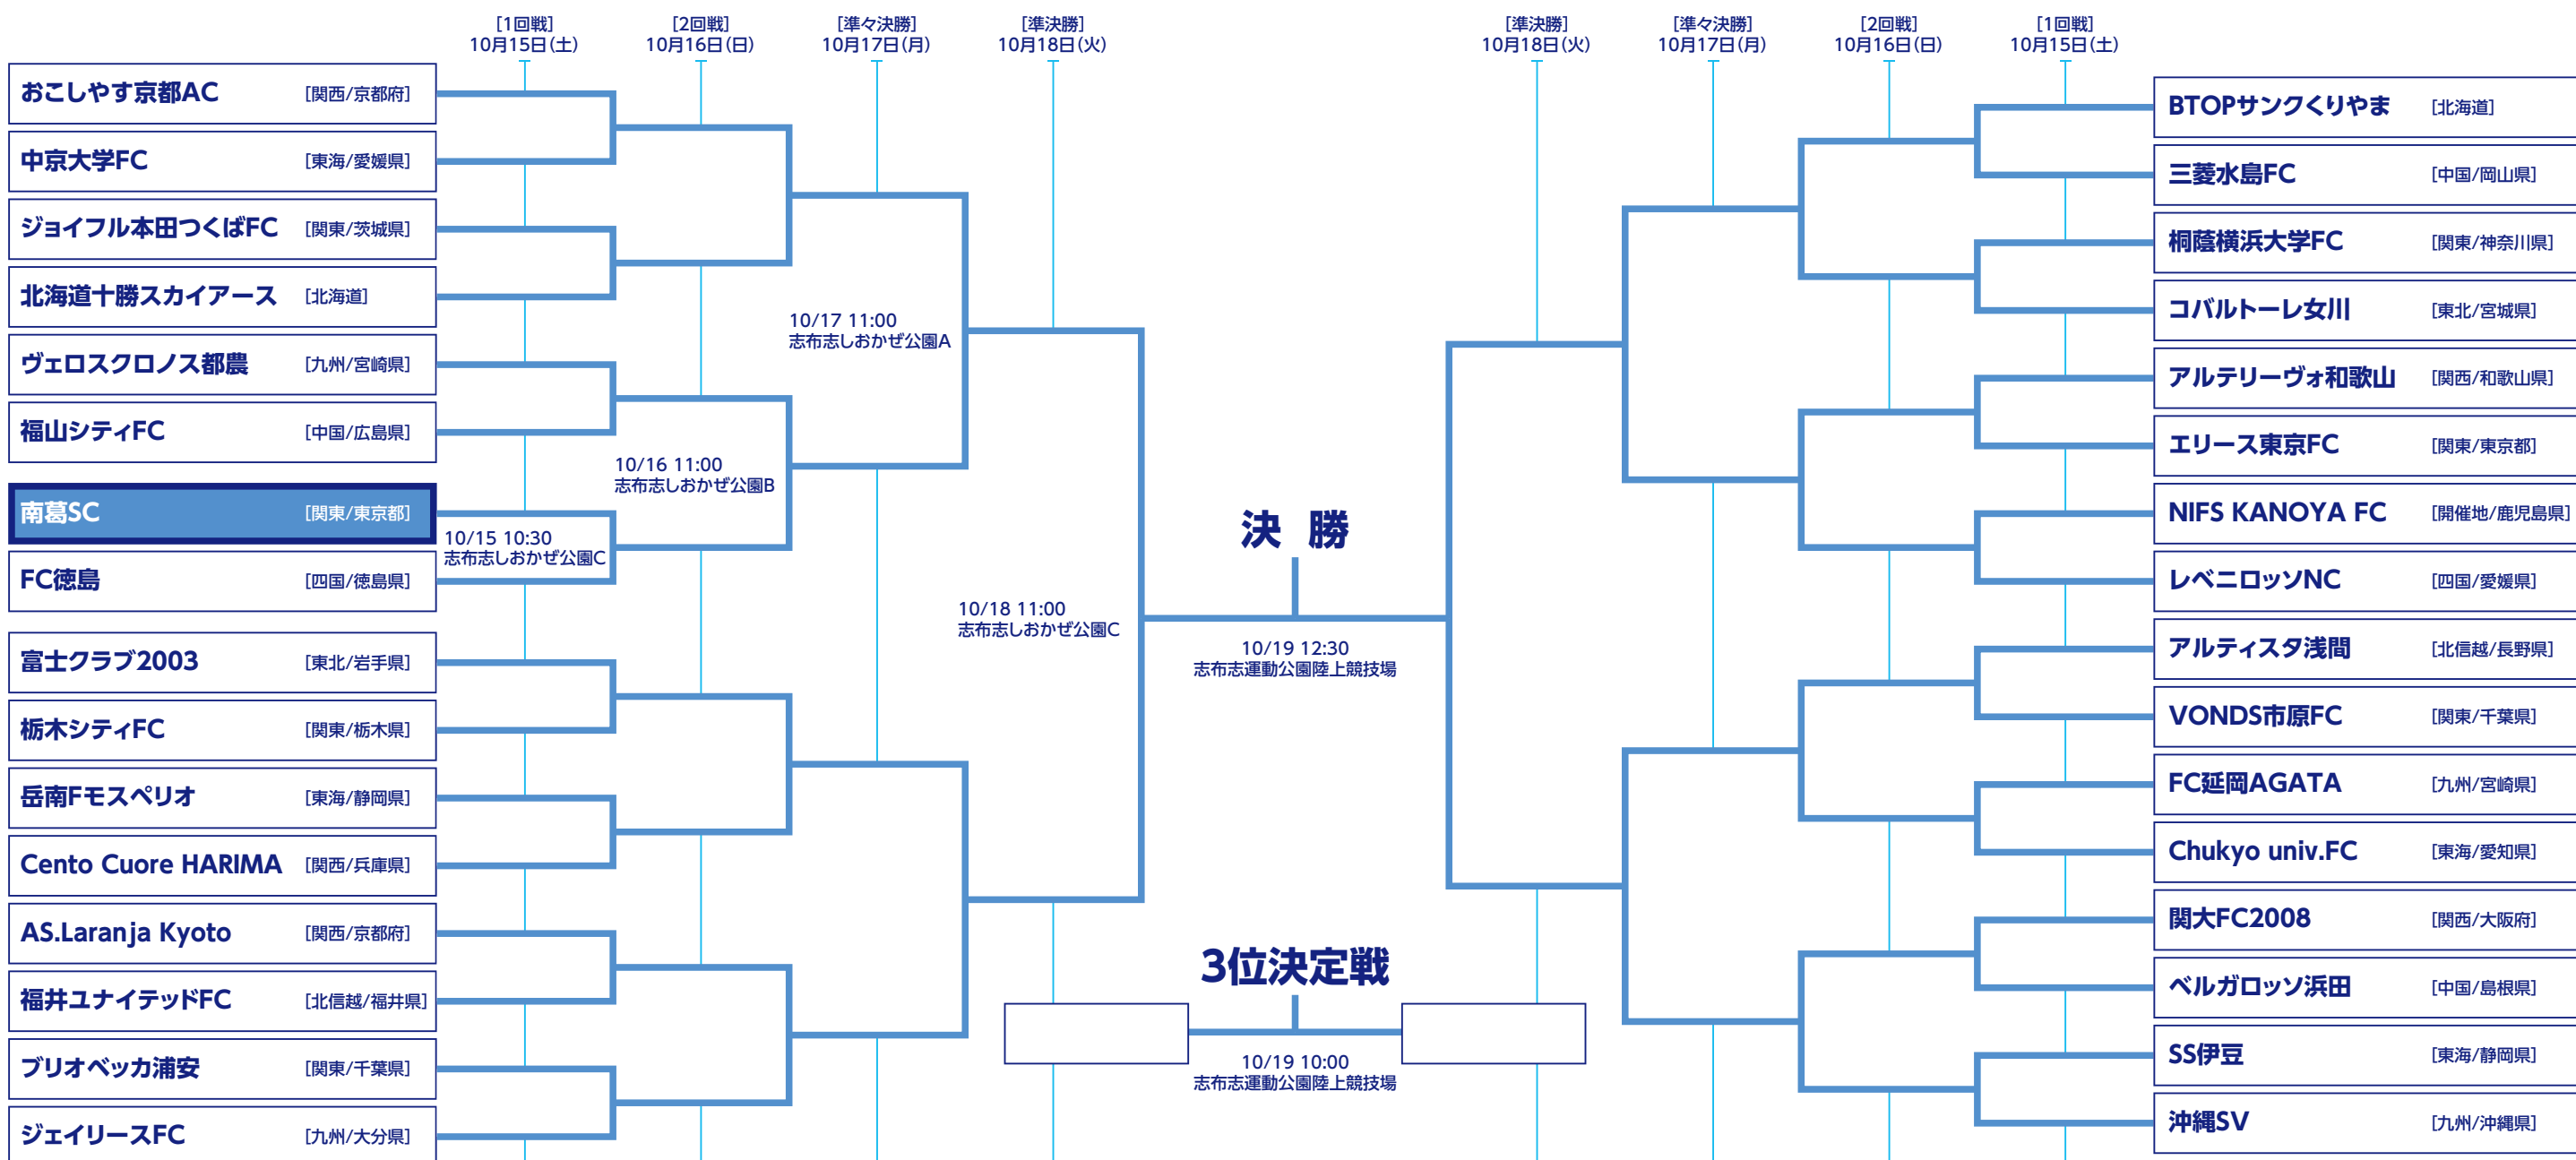 [1回戦]
10月15日(土)
[2回戦]
10月16日(日)
[準々決勝]
10月17日(月)
[準決勝]
10月18日(火)
[準決勝]
10月18日(火)
[準々決勝]
10月17日(月)
[2回戦]
10月16日(日)
[1回戦]
10月15日(土)
おこしやす京都AC [関西/京都府]
中京大学FC [東海/愛媛県]
ジョイフル本田つくばFC [関東/茨城県]
北海道十勝スカイアース [北海道]
ヴェロスクロノス都農 [九州/宮崎県]
福山シティFC [中国/広島県]
南葛SC [関東/東京都]
FC徳島 [四国/徳島県]
富士クラブ2003 [東北/岩手県]
栃木シティFC [関東/栃木県]
岳南Fモスペリオ [東海/静岡県]
Cento Cuore HARIMA [関西/兵庫県]
AS.Laranja Kyoto [関西/京都府]
福井ユナイテッドFC [北信越/福井県]
ブリオベッカ浦安 [関東/千葉県]
ジェイリースFC [九州/大分県]
10/15 10:30
志布志しおかぜ公園C
10/16 11:00
志布志しおかぜ公園B
10/17 11:00
志布志しおかぜ公園A
10/18 11:00
志布志しおかぜ公園C
決 勝
10/19 12:30
志布志運動公園陸上競技場
3位決定戦
10/19 10:00
志布志運動公園陸上競技場
BTOPサンクくりやま [北海道]
三菱水島FC [中国/岡山県]
桐蔭横浜大学FC [関東/神奈川県]
コバルトーレ女川 [東北/宮城県]
アルテリーヴォ和歌山 [関西/和歌山県]
エリース東京FC [関東/東京都]
NIFS KANOYA FC [開催地/鹿児島県]
レベニロッソNC [四国/愛媛県]
アルティスタ浅間 [北信越/長野県]
VONDS市原FC [関東/千葉県]
FC延岡AGATA [九州/宮崎県]
Chukyo univ.FC [東海/愛知県]
関大FC2008 [関西/大阪府]
ベルガロッソ浜田 [中国/島根県]
SS伊豆 [東海/静岡県]
沖縄SV [九州/沖縄県]